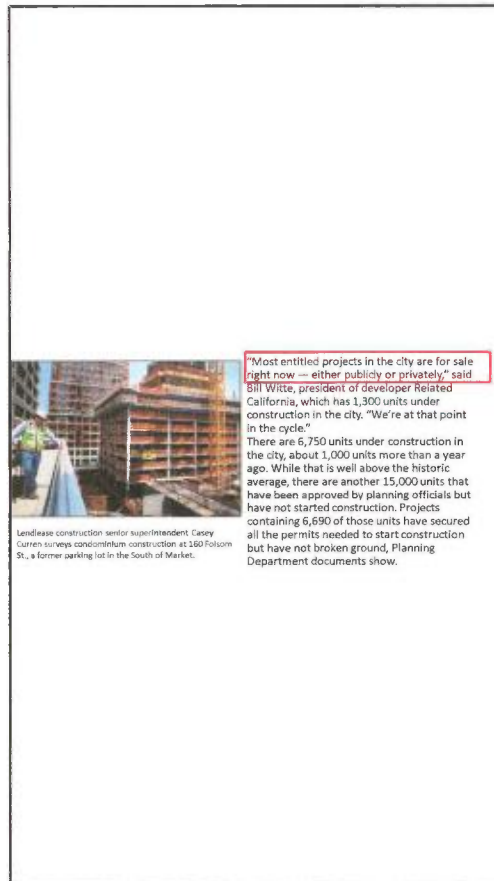 "Most entitled projects in the city are for sale
right now — either publicly or privately," said
Bill Witte, president of developer Related
California, which has 1,300 units under
construction in the city. "We're at that point
in the cycle."
There are 6,750 units under construction in
the city, about 1,000 units more than a year
ago. While that is well above the historic
average, there are another 15,000 units that
have been approved by planning officials but
have not started construction. Projects
containing 6,690 of those units have secured
all the permits needed to start construction
but have not broken ground, Planning
Department documents show.
Lendlease construction senior superintendent Casey
Curren surveys condominium construction at 160 Folsom
St., a former parking lot in the South of Market.